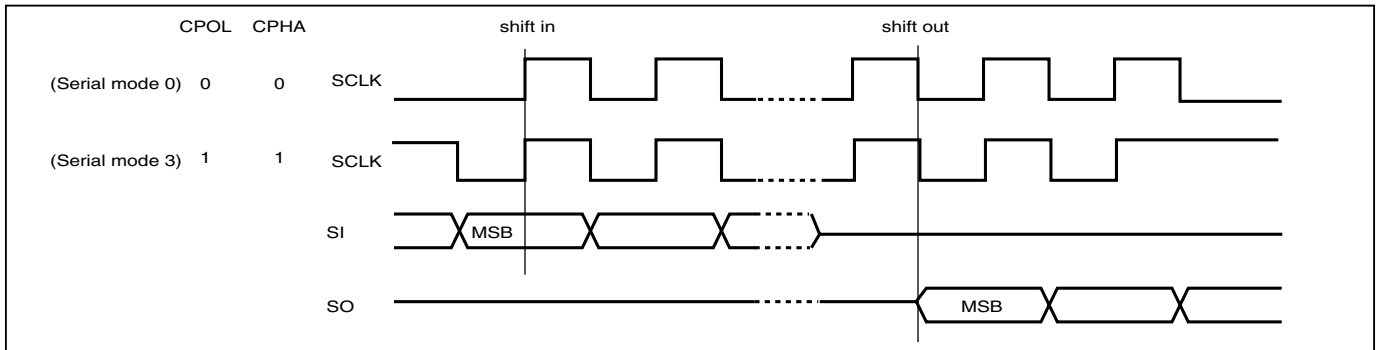 CPOL CPHA shift in shift out
(Serial mode 0) 0 0 SCLK
(Serial mode 3) 1 1 SCLK
SI MSB
SO MSB